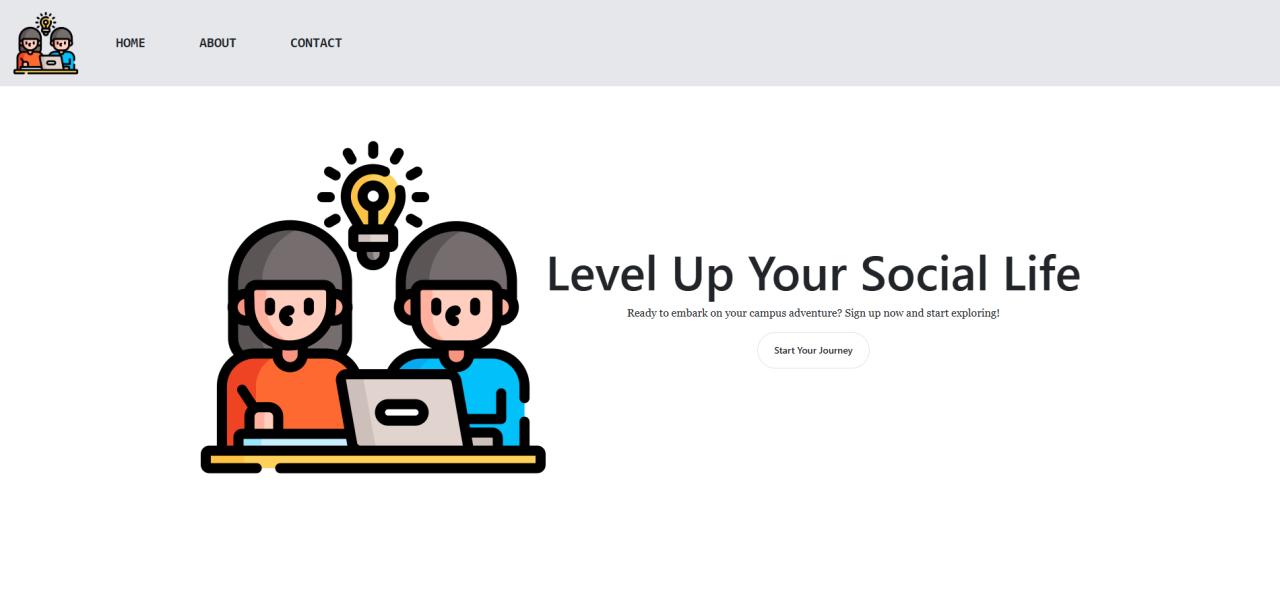 HOME ABOUT CONTACT
Level Up Your Social Life
Ready to embark on your campus adventure? Sign up now and start exploring!
Start Your Journey